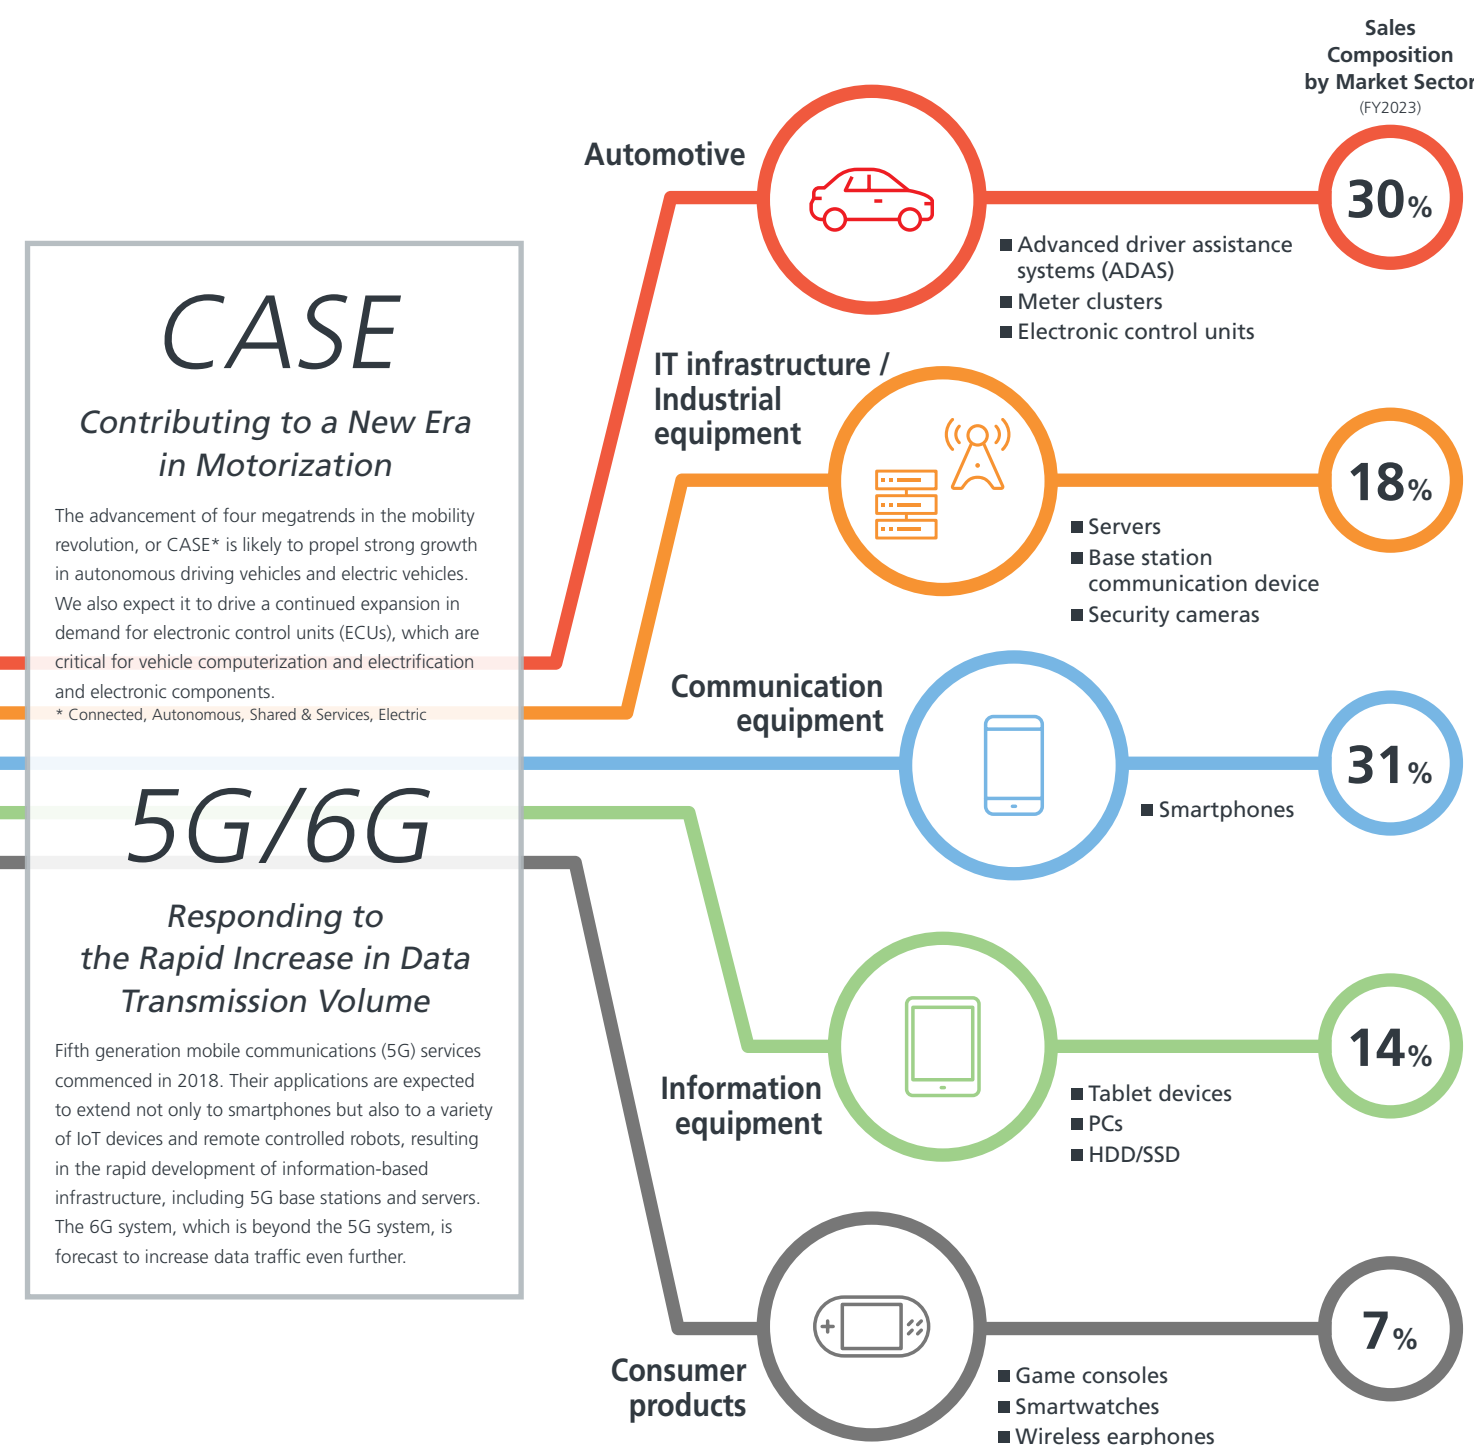 Sales
Composition
by Market Sector
(FY2023)
Automotive
30%
■ Advanced driver assistance
systems (ADAS)
■ Meter clusters
■ Electronic control units
CASE
Contributing to a New Era
in Motorization
The advancement of four megatrends in the mobility
revolution, or CASE* is likely to propel strong growth
in autonomous driving vehicles and electric vehicles.
We also expect it to drive a continued expansion in
demand for electronic control units (ECUs), which are
critical for vehicle computerization and electrification
and electronic components.
* Connected, Autonomous, Shared & Services, Electric
5G/6G
Responding to
the Rapid Increase in Data
Transmission Volume
Fifth generation mobile communications (5G) services
commenced in 2018. Their applications are expected
to extend not only to smartphones but also to a variety
of IoT devices and remote controlled robots, resulting
in the rapid development of information-based
infrastructure, including 5G base stations and servers.
The 6G system, which is beyond the 5G system, is
forecast to increase data traffic even further.
IT infrastructure /
Industrial
equipment
18%
■ Servers
■ Base station
communication device
■ Security cameras
Communication
equipment
31%
■ Smartphones
Information
equipment
14%
■ Tablet devices
■ PCs
■ HDD/SSD
Consumer
products
7%
■ Game consoles
■ Smartwatches
■ Wireless earphones